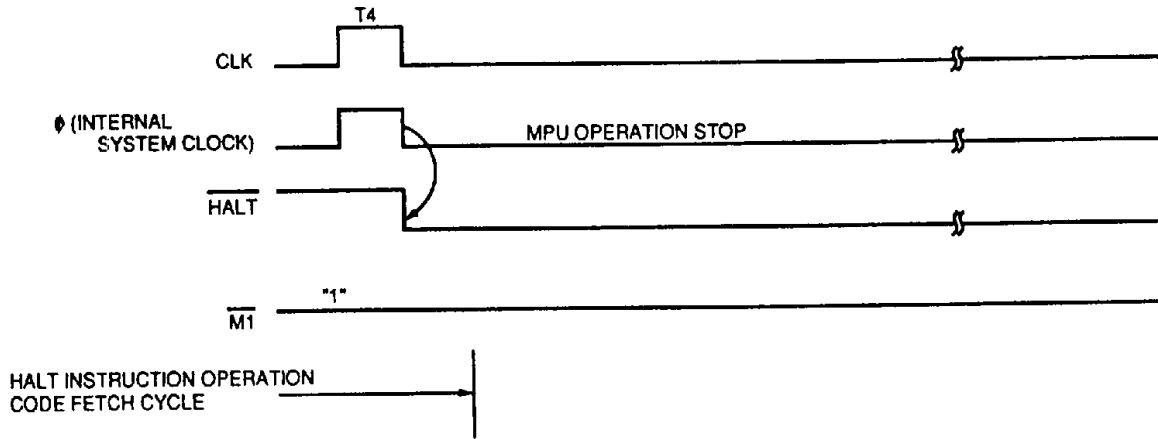 T4
CLK
ϕ (INTERNAL
SYSTEM CLOCK)
MPU OPERATION STOP
HALT
"1"
M1
HALT INSTRUCTION OPERATION
CODE FETCH CYCLE